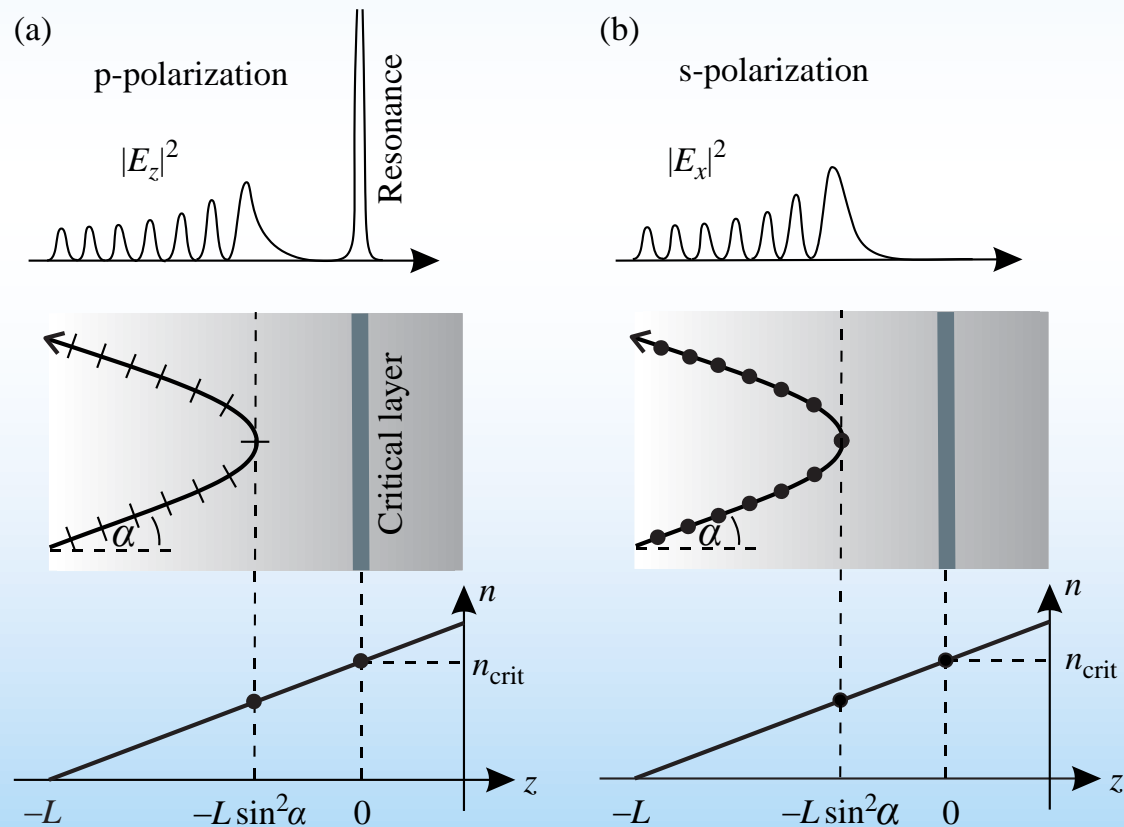 (a)
p-polarization
|E_z|^2
Resonance
α
Critical layer
n
n_crit
z
–L
–L sin^2α
0
(b)
s-polarization
|E_x|^2
α
n
n_crit
z
–L
–L sin^2α
0